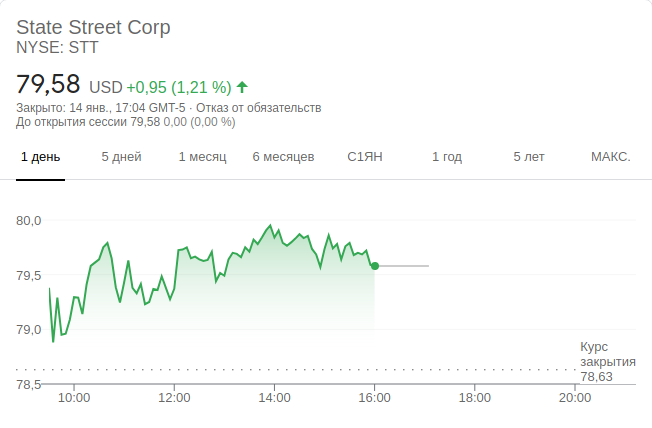 State Street Corp
NYSE: STT
79,58 USD +0,95 (1,21 %)
Закрыто: 14 янв., 17:04 GMT-5 · Отказ от обязательств
До открытия сессии 79,58 0,00 (0,00 %)
1 день 5 дней 1 месяц 6 месяцев С1ЯН 1 год 5 лет МАКС.
80,0
79,5
79,0
Курс
закрытия
78,63
78,5
10:00 12:00 14:00 16:00 18:00 20:00